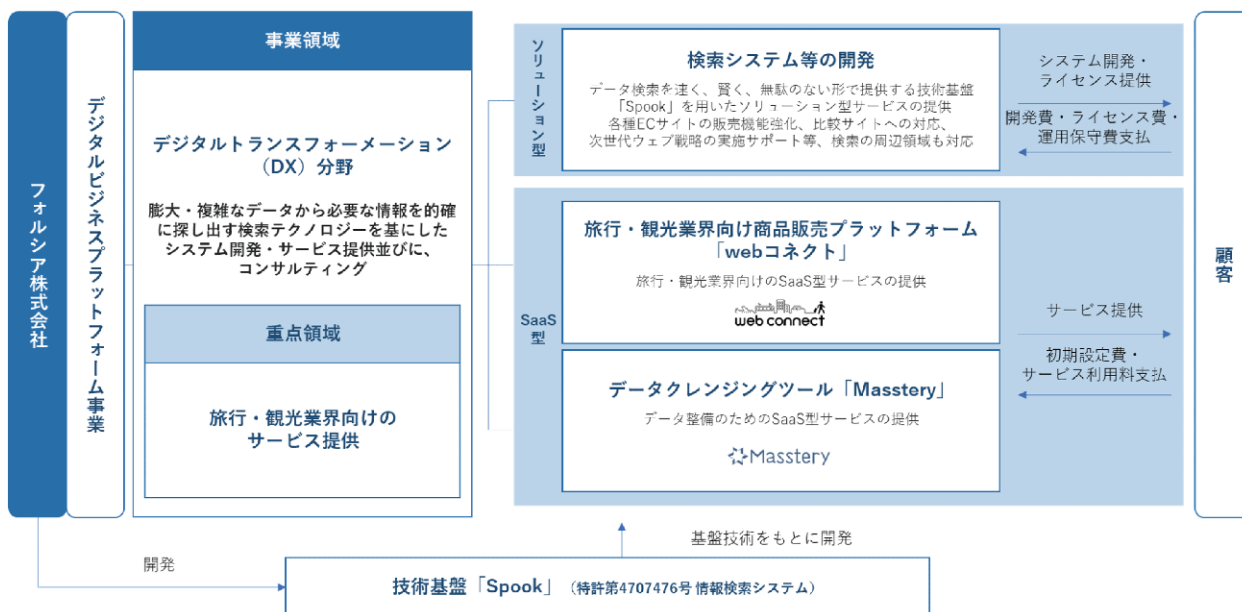 フォルシア株式会社
デジタルビジネスプラットフォーム事業
事業領域
デジタルトランスフォーメーション
（DX）分野
膨大・複雑なデータから必要な情報を的確
に探し出す検索テクノロジーを基にした
システム開発・サービス提供並びに、
コンサルティング
重点領域
旅行・観光業界向けの
サービス提供
ソリューション型
検索システム等の開発
データ検索を速く、賢く、無駄のない形で提供する技術基盤
「Spook」を用いたソリューション型サービスの提供
各種ECサイトの販売機能強化、比較サイトへの対応、
次世代ウェブ戦略の実施サポート等、検索の周辺領域も対応
システム開発・
ライセンス提供
開発費・ライセンス費・
運用保守費支払
SaaS
型
旅行・観光業界向け商品販売プラットフォーム
「webコネクト」
旅行・観光業界向けのSaaS型サービスの提供
web connect
データクレンジングツール「Masstery」
データ整備のためのSaaS型サービスの提供
Masstery
サービス提供
初期設定費・
サービス利用料支払
顧客
開発
基盤技術をもとに開発
技術基盤「Spook」（特許第4707476号 情報検索システム）